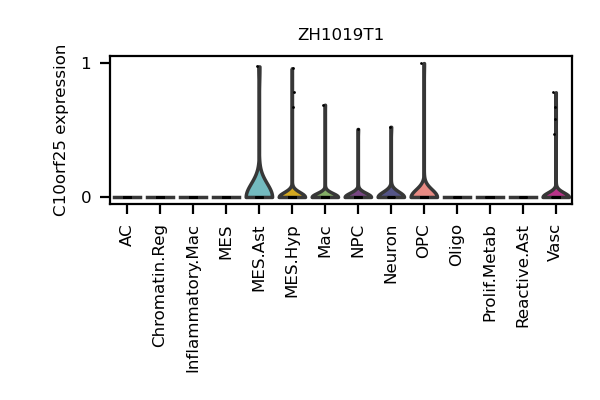 ZH1019T1
C10orf25 expression
1
0
AC
Chromatin.Reg
Inflammatory.Mac
MES
MES.Ast
MES.Hyp
Mac
NPC
Neuron
OPC
Oligo
Prolif.Metab
Reactive.Ast
Vasc